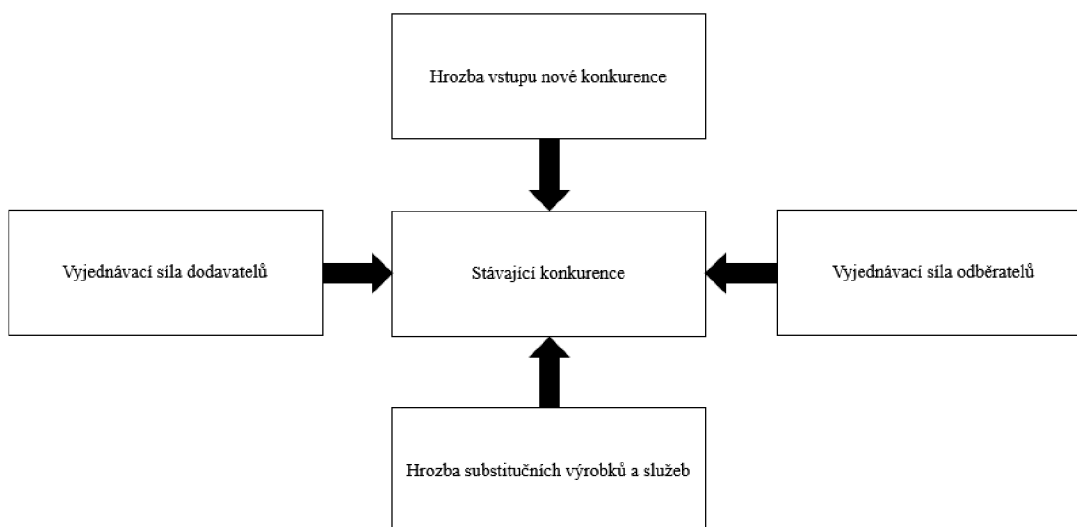 Hrozba vstupu nové konkurence
Vyjednávací síla dodavatelů
Stávající konkurence
Vyjednávací síla odběratelů
Hrozba substitučních výrobků a služeb